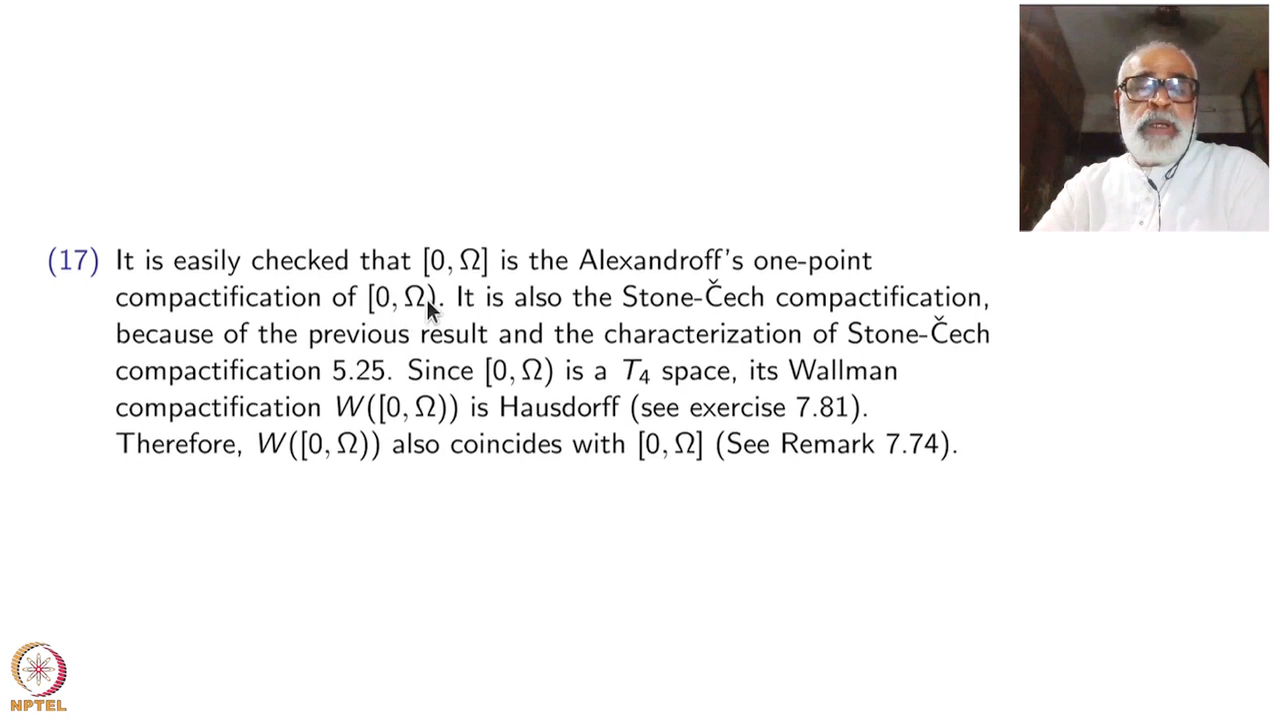 (17) It is easily checked that [0, Ω] is the Alexandroff's one-point
compactification of [0, Ω). It is also the Stone-Čech compactification,
because of the previous result and the characterization of Stone-Čech
compactification 5.25. Since [0, Ω) is a T₄ space, its Wallman
compactification W([0, Ω)) is Hausdorff (see exercise 7.81).
Therefore, W([0, Ω)) also coincides with [0, Ω] (See Remark 7.74).
NPTEL